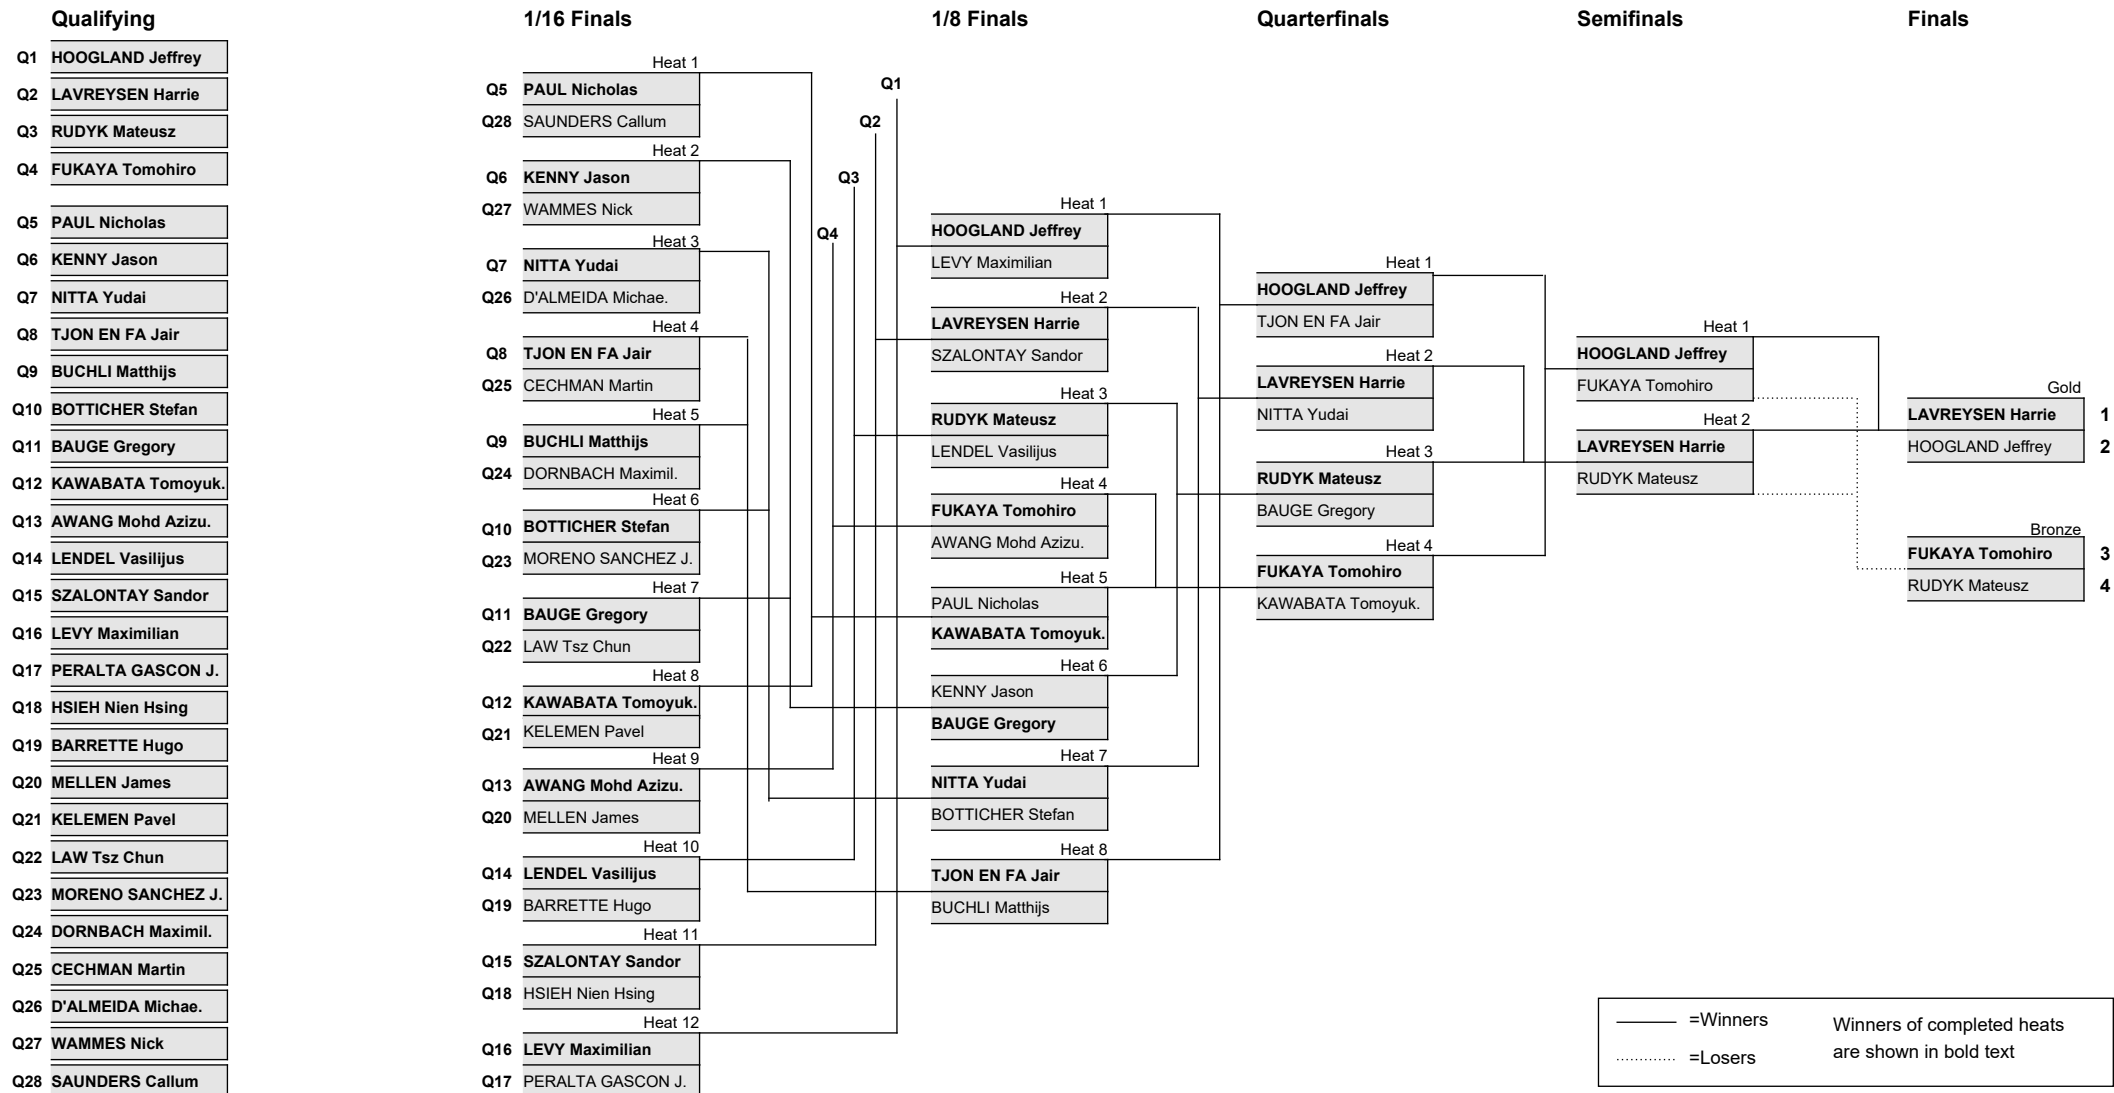 Qualifying
1/16 Finals
1/8 Finals
Quarterfinals
Semifinals
Finals
Q1 HOOGLAND Jeffrey
Q2 LAVREYSEN Harrie
Q3 RUDYK Mateusz
Q4 FUKAYA Tomohiro
Q5 PAUL Nicholas
Q6 KENNY Jason
Q7 NITTA Yudai
Q8 TJON EN FA Jair
Q9 BUCHLI Matthijs
Q10 BOTTICHER Stefan
Q11 BAUGE Gregory
Q12 KAWABATA Tomoyuk.
Q13 AWANG Mohd Azizu.
Q14 LENDEL Vasilijus
Q15 SZALONTAY Sandor
Q16 LEVY Maximilian
Q17 PERALTA GASCON J.
Q18 HSIEH Nien Hsing
Q19 BARRETTE Hugo
Q20 MELLEN James
Q21 KELEMEN Pavel
Q22 LAW Tsz Chun
Q23 MORENO SANCHEZ J.
Q24 DORNBACH Maximil.
Q25 CECHMAN Martin
Q26 D'ALMEIDA Michae.
Q27 WAMMES Nick
Q28 SAUNDERS Callum
Heat 1
Q5 PAUL Nicholas
Q28 SAUNDERS Callum
Heat 2
Q6 KENNY Jason
Q27 WAMMES Nick
Heat 3
Q7 NITTA Yudai
Q26 D'ALMEIDA Michae.
Heat 4
Q8 TJON EN FA Jair
Q25 CECHMAN Martin
Heat 5
Q9 BUCHLI Matthijs
Q24 DORNBACH Maximil.
Heat 6
Q10 BOTTICHER Stefan
Q23 MORENO SANCHEZ J.
Heat 7
Q11 BAUGE Gregory
Q22 LAW Tsz Chun
Heat 8
Q12 KAWABATA Tomoyuk.
Q21 KELEMEN Pavel
Heat 9
Q13 AWANG Mohd Azizu.
Q20 MELLEN James
Heat 10
Q14 LENDEL Vasilijus
Q19 BARRETTE Hugo
Heat 11
Q15 SZALONTAY Sandor
Q18 HSIEH Nien Hsing
Heat 12
Q16 LEVY Maximilian
Q17 PERALTA GASCON J.
Q1
Q2
Q3
Q4
Heat 1
HOOGLAND Jeffrey
LEVY Maximilian
Heat 2
LAVREYSEN Harrie
SZALONTAY Sandor
Heat 3
RUDYK Mateusz
LENDEL Vasilijus
Heat 4
FUKAYA Tomohiro
AWANG Mohd Azizu.
Heat 5
PAUL Nicholas
KAWABATA Tomoyuk.
Heat 6
KENNY Jason
BAUGE Gregory
Heat 7
NITTA Yudai
BOTTICHER Stefan
Heat 8
TJON EN FA Jair
BUCHLI Matthijs
Heat 1
HOOGLAND Jeffrey
TJON EN FA Jair
Heat 2
LAVREYSEN Harrie
NITTA Yudai
Heat 3
RUDYK Mateusz
BAUGE Gregory
Heat 4
FUKAYA Tomohiro
KAWABATA Tomoyuk.
Heat 1
HOOGLAND Jeffrey
FUKAYA Tomohiro
Heat 2
LAVREYSEN Harrie
RUDYK Mateusz
Gold
LAVREYSEN Harrie 1
HOOGLAND Jeffrey 2
Bronze
FUKAYA Tomohiro 3
RUDYK Mateusz 4
=Winners
=Losers
Winners of completed heats
are shown in bold text